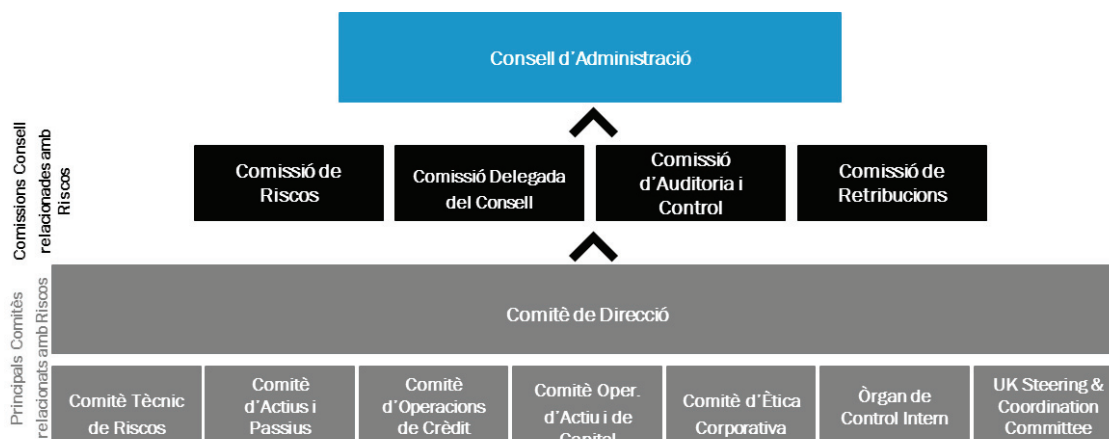 Consell d'Administració
Comissions Consell
relacionades amb
Riscos
Comissió de
Riscos
Comissió Delegada
del Consell
Comissió
d'Auditoria i
Control
Comissió de
Retribucions
Principals Comitès
relacionats amb Riscos
Comitè de Direcció
Comitè Tècnic
de Riscos
Comitè
d'Actius i
Passius
Comitè
d'Operacions
de Crèdit
Comitè Oper.
d'Actiu i de
Capital
Comitè d'Ètica
Corporativa
Òrgan de
Control Intern
UK Steering &
Coordination
Committee